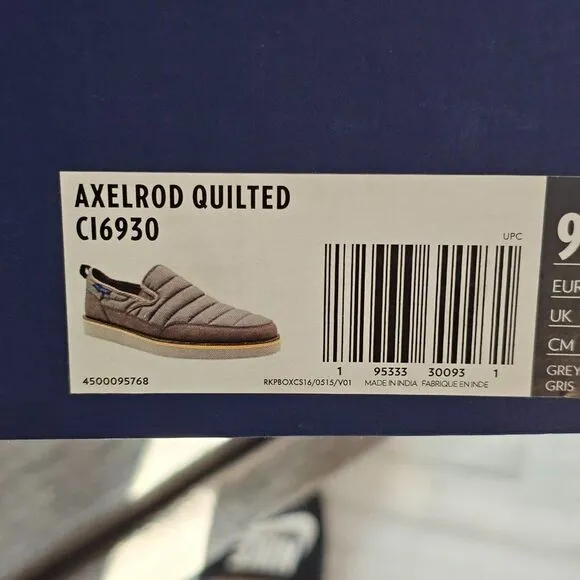 AXELROD QUILTED
CI6930
UPC
1 95333 30093 1
4500095768
RKPBOXCS16/0515/V01
MADE IN INDIA FABRIQUE EN INDE
9
EUR
UK
CM
GREY
GRIS